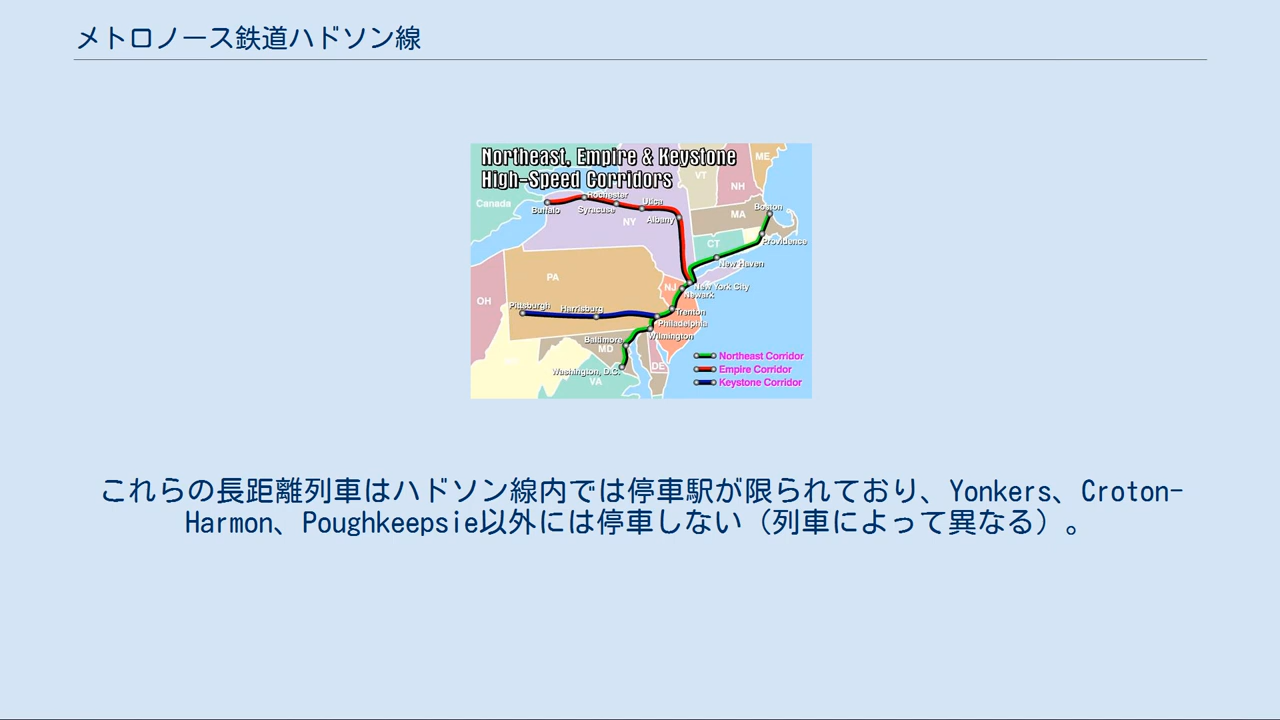 メトロノース鉄道ハドソン線
Northeast, Empire & Keystone
High-Speed Corridors
ME
VT
NH
Canada
Rochester
Utica
Buffalo
Syracuse
Albany
NY
MA
Boston
CT
Providence
New Haven
PA
NJ
New York City
Newark
OH
Pittsburgh
Harrisburg
Trenton
Philadelphia
Wilmington
Baltimore
MD
Northeast Corridor
DE
Washington, D.C.
Empire Corridor
VA
Keystone Corridor
これらの長距離列車はハドソン線内では停車駅が限られており、Yonkers、Croton-
Harmon、Poughkeepsie以外には停車しない（列車によって異なる）。